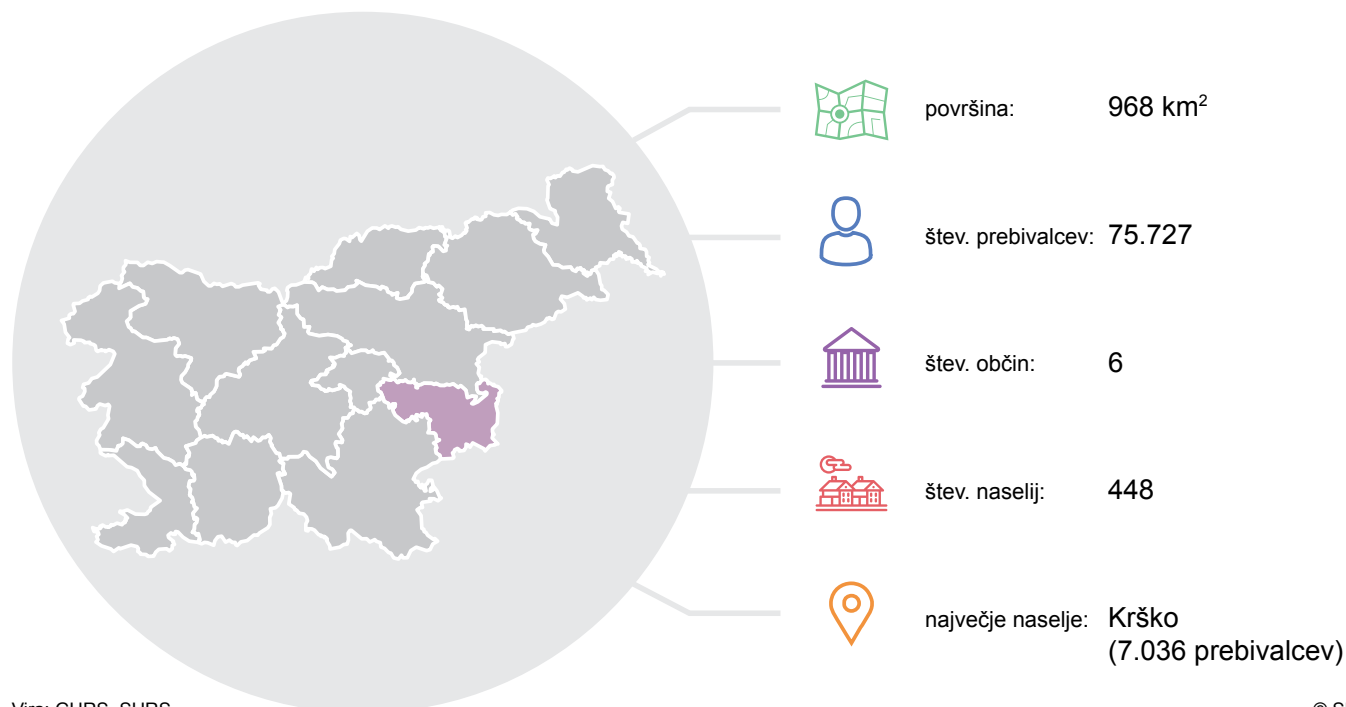 površina: 968 km²
štev. prebivalcev: 75.727
štev. občin: 6
štev. naselij: 448
največje naselje: Krško
(7.036 prebivalcev)